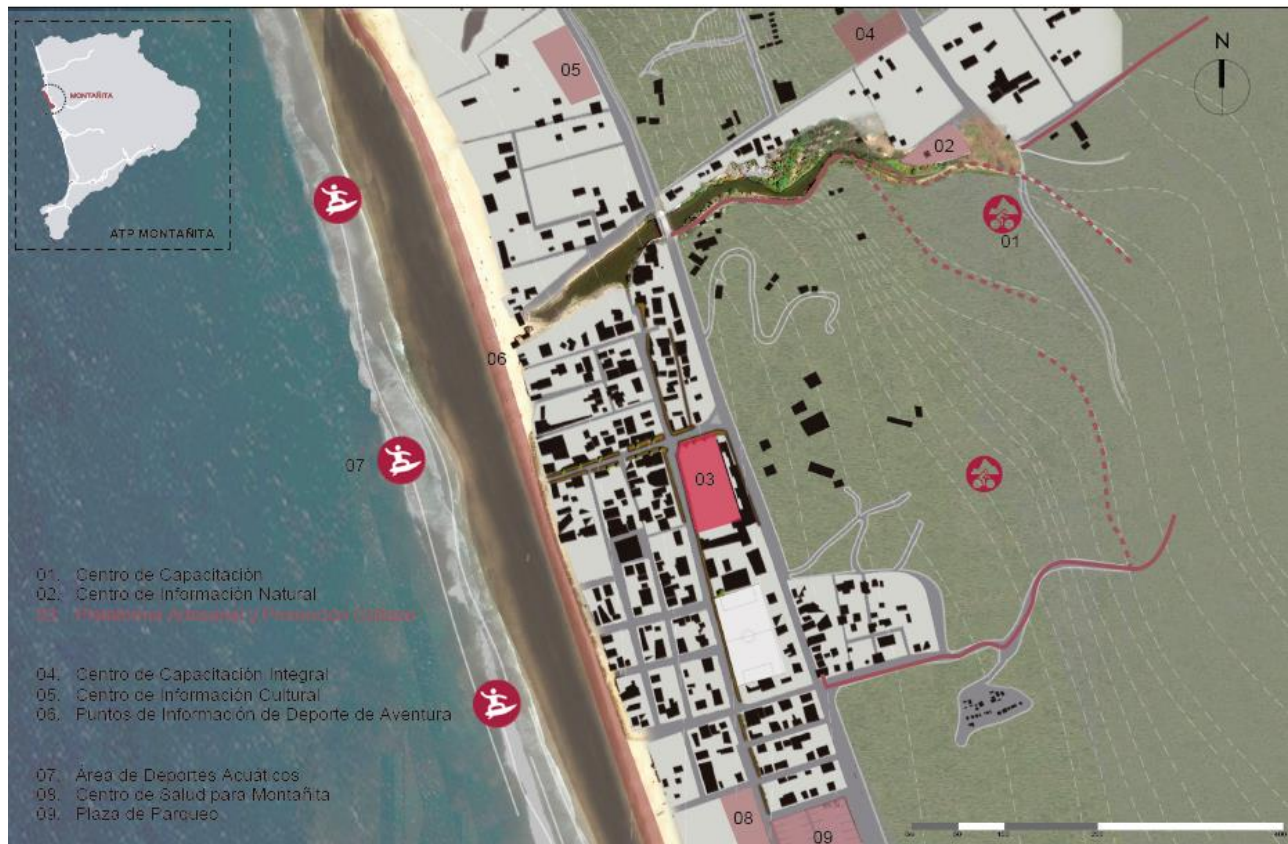 MONTAÑITA
ATP MONTAÑITA
N
04
05
02
01
06
07
03
01. Centro de Capacitación
02. Centro de Información Natural
03.
04. Centro de Capacitación Integral
05. Centro de Información Cultural
06. Puntos de Información de Deporte de Aventura
07. Área de Deportes Acuáticos
08. Centro de Salud para Montañita
09. Plaza de Parqueo
08
09